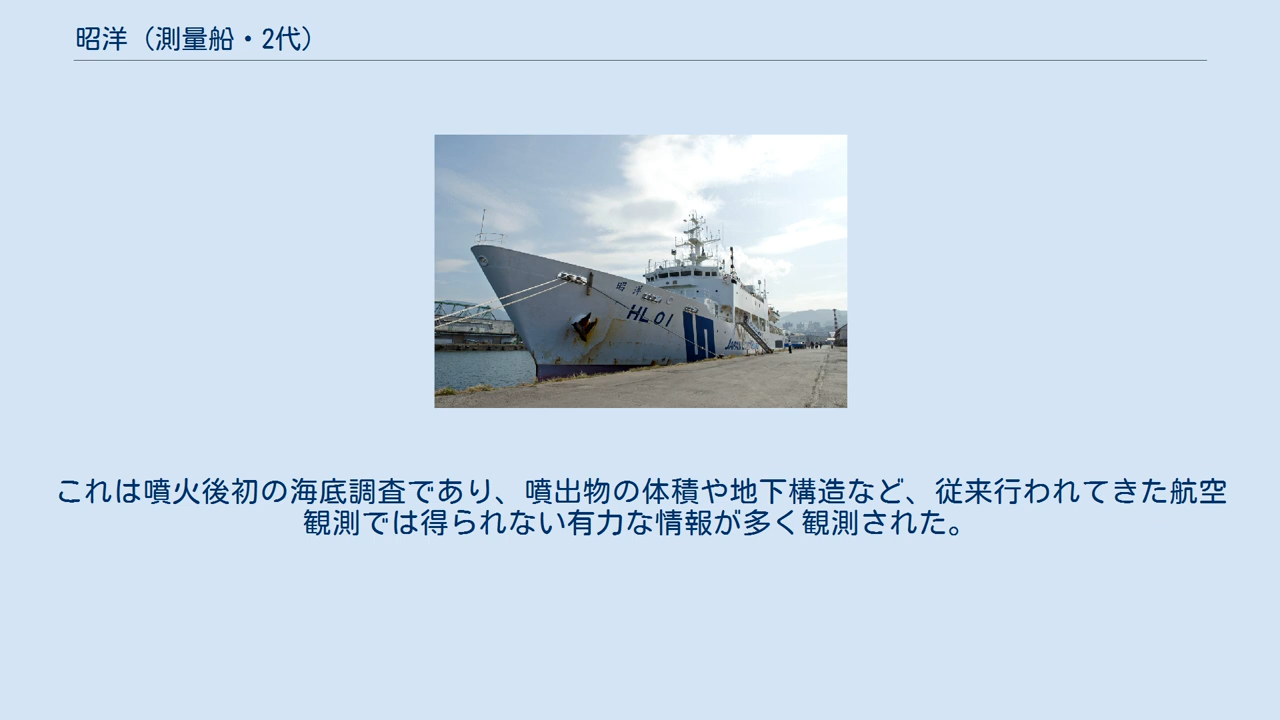 昭洋（測量船・2代）
昭洋
HL 01
JAPAN
これは噴火後初の海底調査であり、噴出物の体積や地下構造など、従来行われてきた航空
観測では得られない有力な情報が多く観測された。